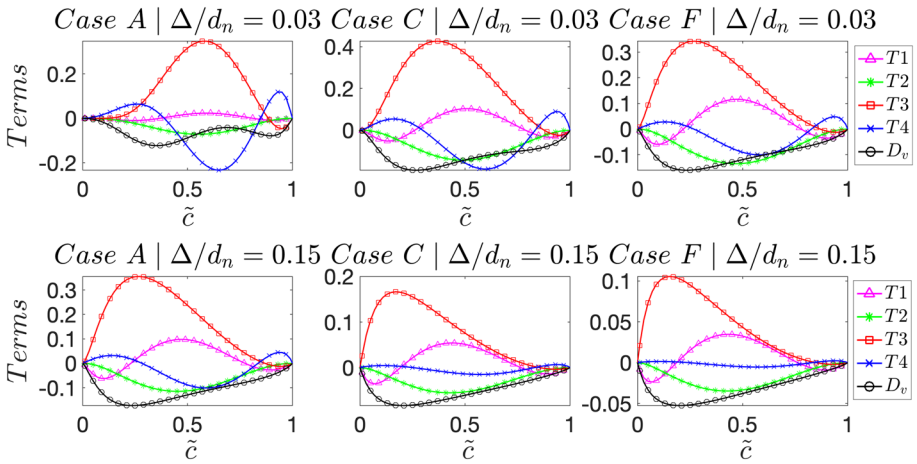 Case A | Δ/d_n = 0.03 Case C | Δ/d_n = 0.03 Case F | Δ/d_n = 0.03
Terms
0.2
0
-0.2
0 0.5 1
c̃
0.4
0.2
0
0 0.5 1
c̃
0.3
0.2
0.1
0
-0.1
0 0.5 1
c̃
T1
T2
T3
T4
D_v
Case A | Δ/d_n = 0.15 Case C | Δ/d_n = 0.15 Case F | Δ/d_n = 0.15
Terms
0.3
0.2
0.1
0
-0.1
0 0.5 1
c̃
0.2
0.1
0
0 0.5 1
c̃
0.1
0.05
0
-0.05
0 0.5 1
c̃
T1
T2
T3
T4
D_v